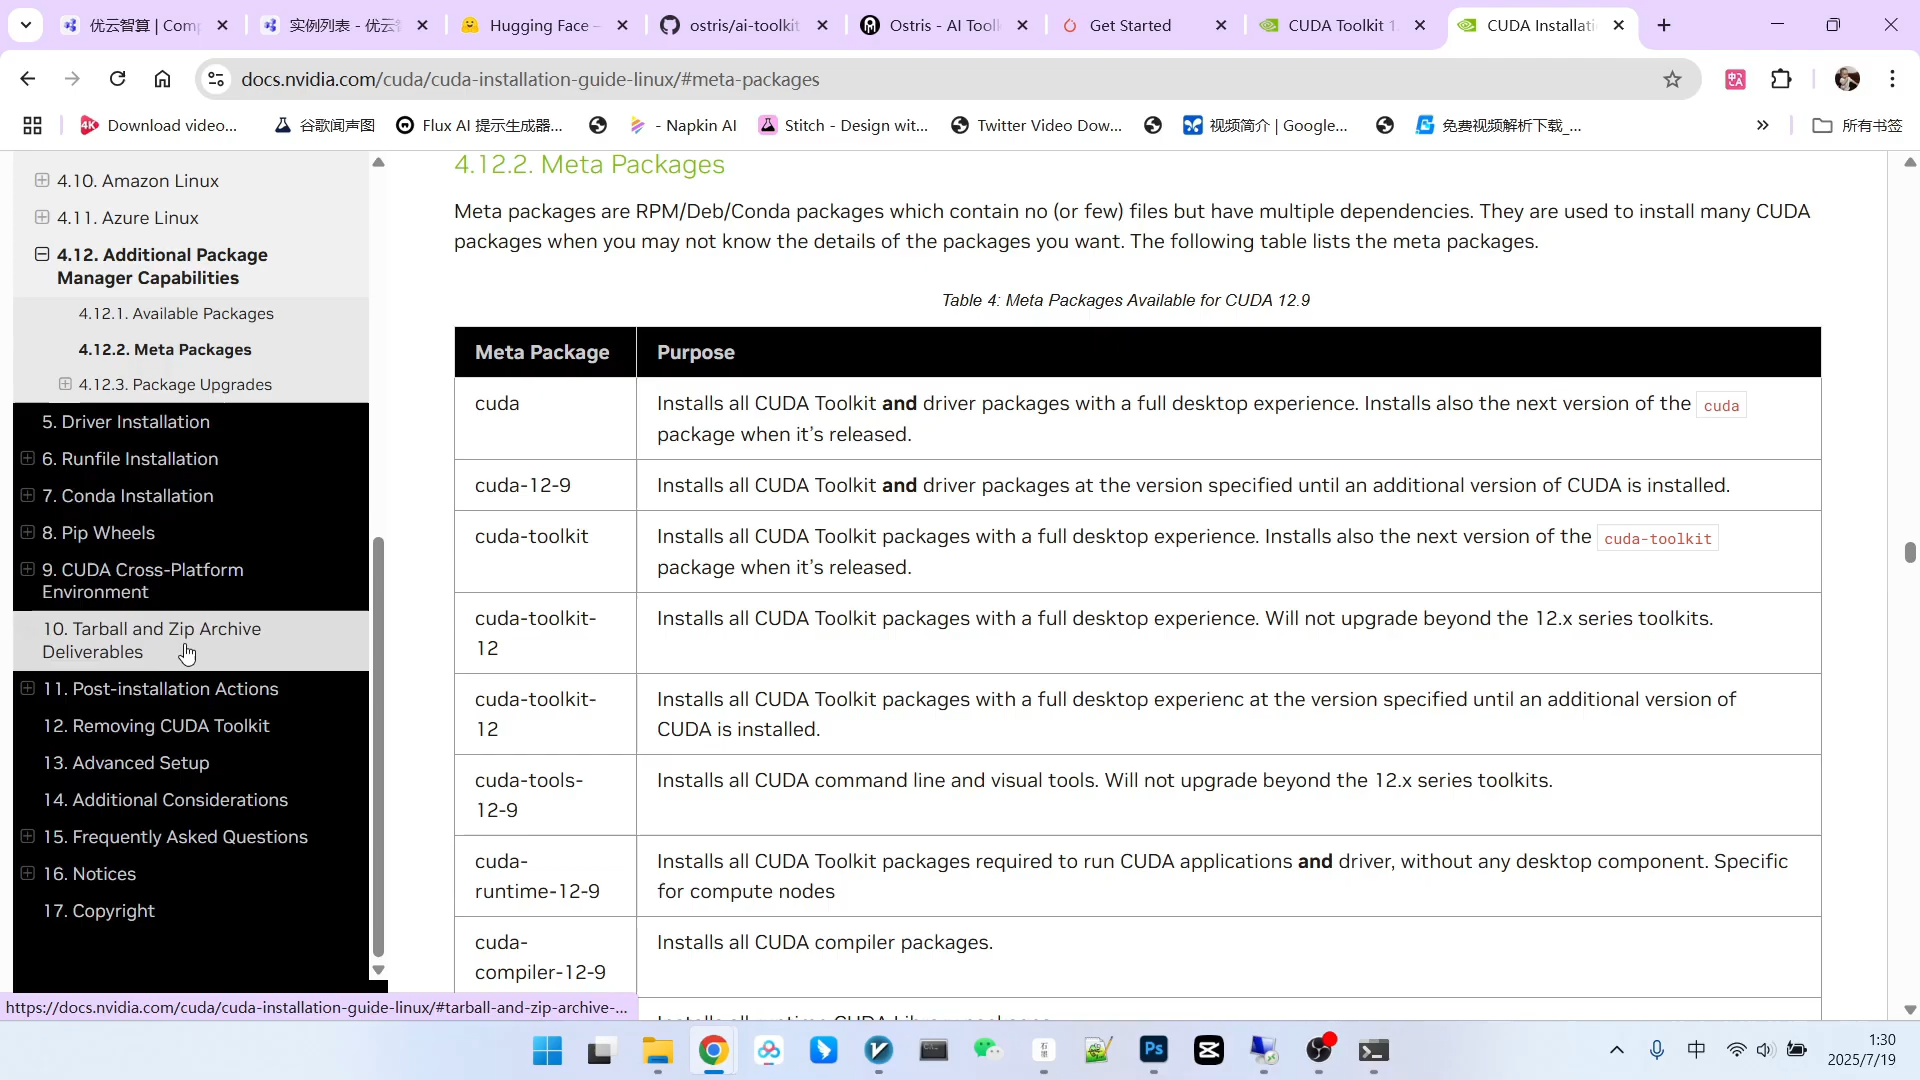 优云智算 | Comp
实例列表 - 优云智
Hugging Face –
ostris/ai-toolkit
Ostris - AI Tool
Get Started
CUDA Toolkit 1
CUDA Installati
docs.nvidia.com/cuda/cuda-installation-guide-linux/#meta-packages
Download video...
谷歌闻声图
Flux AI 提示生成器...
- Napkin AI
Stitch - Design wit...
Twitter Video Dow...
视频简介 | Google...
免费视频解析下载_...
所有书签
4.10. Amazon Linux
4.11. Azure Linux
4.12. Additional Package
Manager Capabilities
4.12.1. Available Packages
4.12.2. Meta Packages
4.12.3. Package Upgrades
5. Driver Installation
6. Runfile Installation
7. Conda Installation
8. Pip Wheels
9. CUDA Cross-Platform
Environment
10. Tarball and Zip Archive
Deliverables
11. Post-installation Actions
12. Removing CUDA Toolkit
13. Advanced Setup
14. Additional Considerations
15. Frequently Asked Questions
16. Notices
17. Copyright
4.12.2. Meta Packages
Meta packages are RPM/Deb/Conda packages which contain no (or few) files but have multiple dependencies. They are used to install many CUDA
packages when you may not know the details of the packages you want. The following table lists the meta packages.
Table 4: Meta Packages Available for CUDA 12.9
Meta Package Purpose
cuda Installs all CUDA Toolkit and driver packages with a full desktop experience. Installs also the next version of the cuda
package when it's released.
cuda-12-9 Installs all CUDA Toolkit and driver packages at the version specified until an additional version of CUDA is installed.
cuda-toolkit Installs all CUDA Toolkit packages with a full desktop experience. Installs also the next version of the cuda-toolkit
package when it's released.
cuda-toolkit- Installs all CUDA Toolkit packages with a full desktop experience. Will not upgrade beyond the 12.x series toolkits.
12
cuda-toolkit- Installs all CUDA Toolkit packages with a full desktop experienc at the version specified until an additional version of
12 CUDA is installed.
cuda-tools- Installs all CUDA command line and visual tools. Will not upgrade beyond the 12.x series toolkits.
12-9
cuda- Installs all CUDA Toolkit packages required to run CUDA applications and driver, without any desktop component. Specific
runtime-12-9 for compute nodes
cuda- Installs all CUDA compiler packages.
compiler-12-9
Installs all runtime CUDA Library packages.
https://docs.nvidia.com/cuda/cuda-installation-guide-linux/#tarball-and-zip-archive-...
Ps
中
1:30
2025/7/19